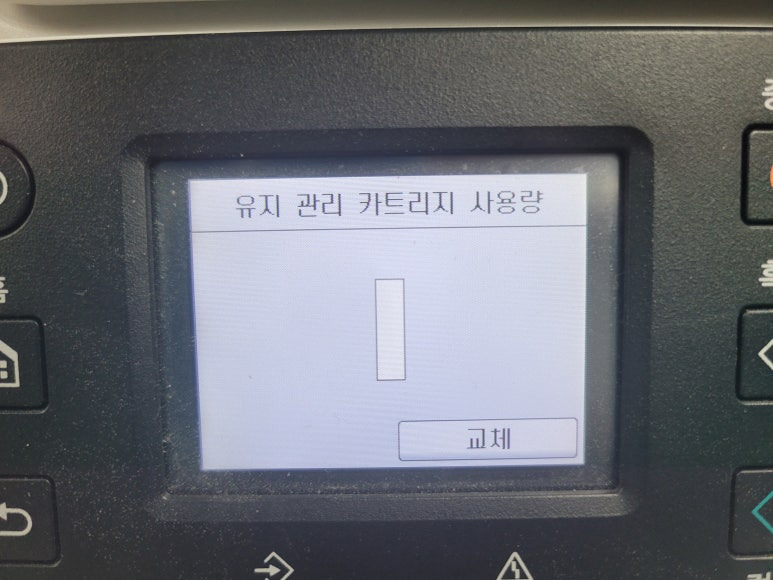 유지 관리 카트리지 사용량
교체